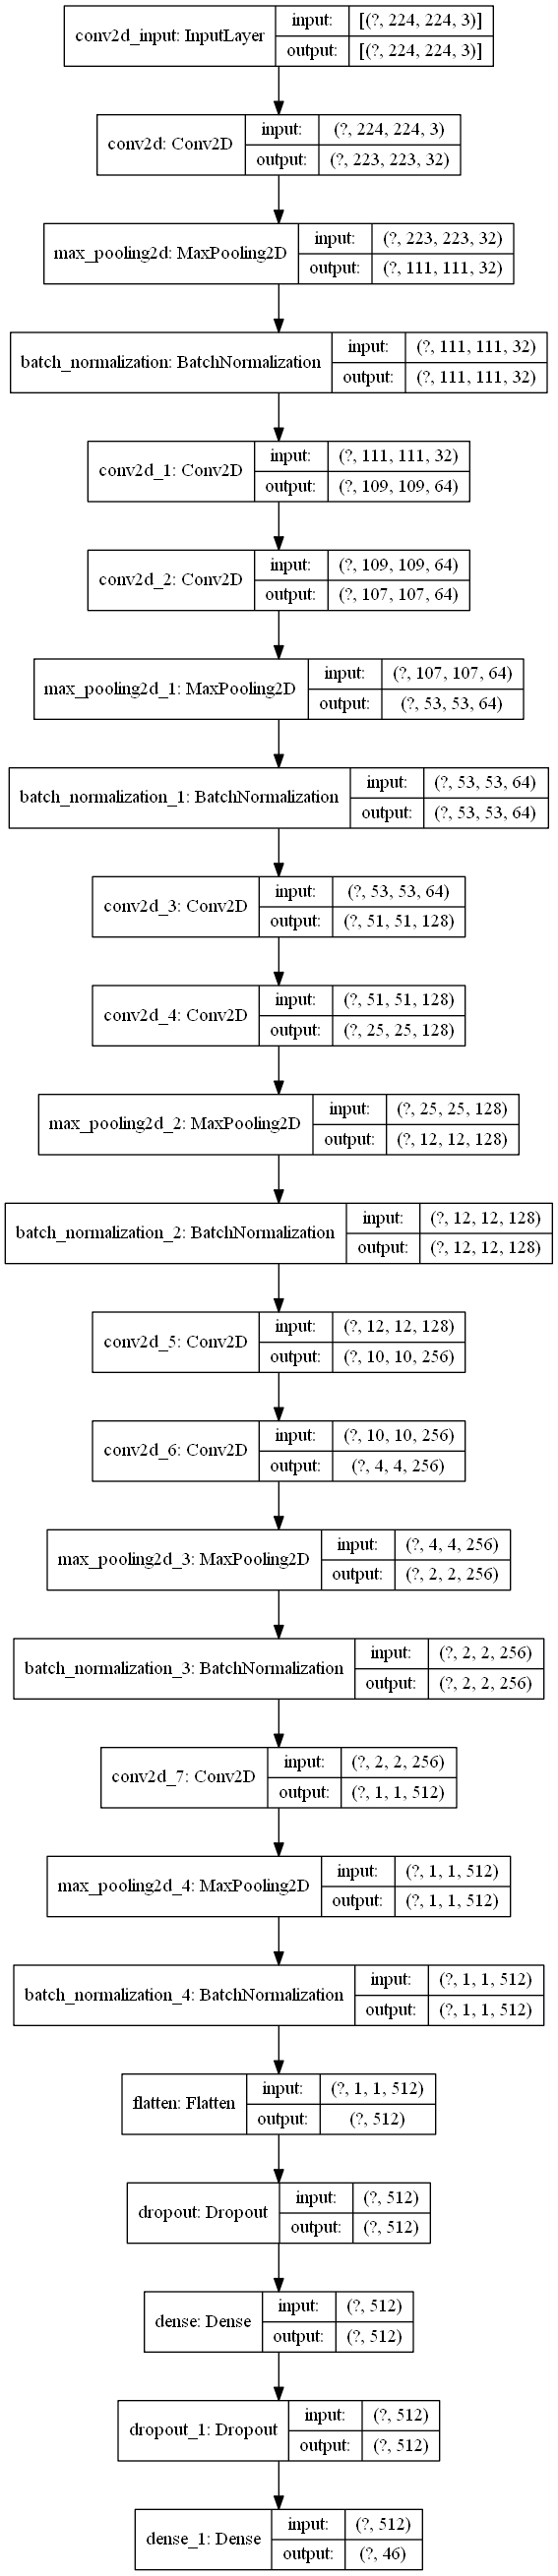 conv2d_input: InputLayer input: [(?, 224, 224, 3)]
output: [(?, 224, 224, 3)]
conv2d: Conv2D input: (?, 224, 224, 3)
output: (?, 223, 223, 32)
max_pooling2d: MaxPooling2D input: (?, 223, 223, 32)
output: (?, 111, 111, 32)
batch_normalization: BatchNormalization input: (?, 111, 111, 32)
output: (?, 111, 111, 32)
conv2d_1: Conv2D input: (?, 111, 111, 32)
output: (?, 109, 109, 64)
conv2d_2: Conv2D input: (?, 109, 109, 64)
output: (?, 107, 107, 64)
max_pooling2d_1: MaxPooling2D input: (?, 107, 107, 64)
output: (?, 53, 53, 64)
batch_normalization_1: BatchNormalization input: (?, 53, 53, 64)
output: (?, 53, 53, 64)
conv2d_3: Conv2D input: (?, 53, 53, 64)
output: (?, 51, 51, 128)
conv2d_4: Conv2D input: (?, 51, 51, 128)
output: (?, 25, 25, 128)
max_pooling2d_2: MaxPooling2D input: (?, 25, 25, 128)
output: (?, 12, 12, 128)
batch_normalization_2: BatchNormalization input: (?, 12, 12, 128)
output: (?, 12, 12, 128)
conv2d_5: Conv2D input: (?, 12, 12, 128)
output: (?, 10, 10, 256)
conv2d_6: Conv2D input: (?, 10, 10, 256)
output: (?, 4, 4, 256)
max_pooling2d_3: MaxPooling2D input: (?, 4, 4, 256)
output: (?, 2, 2, 256)
batch_normalization_3: BatchNormalization input: (?, 2, 2, 256)
output: (?, 2, 2, 256)
conv2d_7: Conv2D input: (?, 2, 2, 256)
output: (?, 1, 1, 512)
max_pooling2d_4: MaxPooling2D input: (?, 1, 1, 512)
output: (?, 1, 1, 512)
batch_normalization_4: BatchNormalization input: (?, 1, 1, 512)
output: (?, 1, 1, 512)
flatten: Flatten input: (?, 1, 1, 512)
output: (?, 512)
dropout: Dropout input: (?, 512)
output: (?, 512)
dense: Dense input: (?, 512)
output: (?, 512)
dropout_1: Dropout input: (?, 512)
output: (?, 512)
dense_1: Dense input: (?, 512)
output: (?, 46)